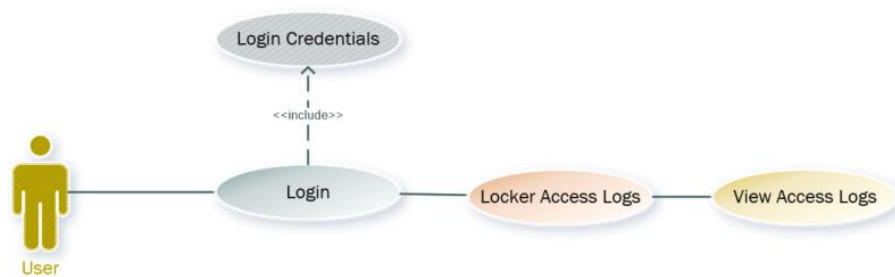 Login Credentials
<<include>>
Login
Locker Access Logs
View Access Logs
User